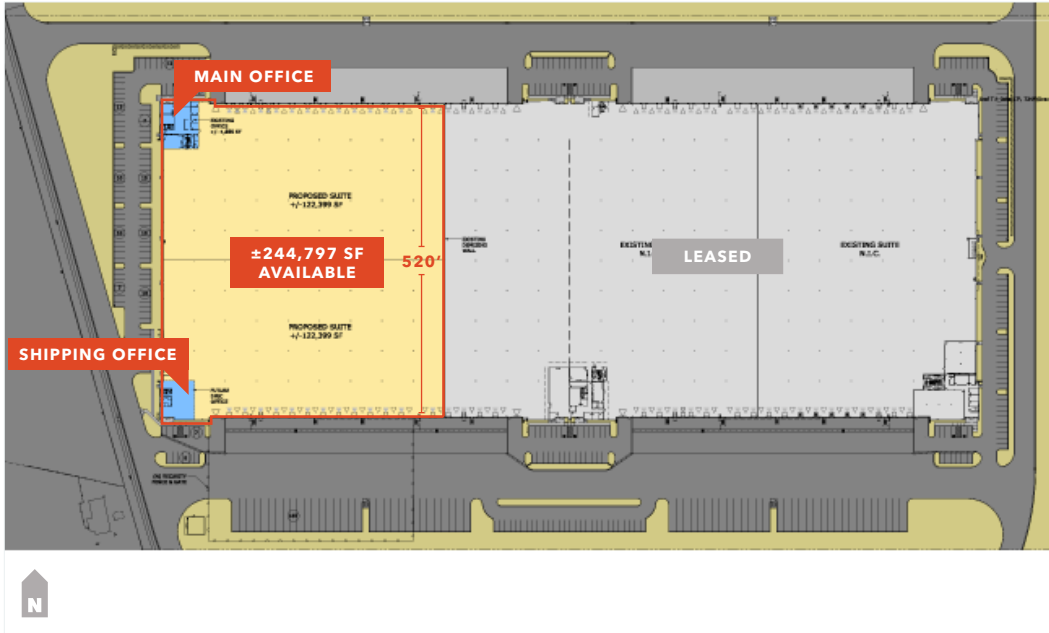 MAIN OFFICE
EXISTING
OFFICE
PROPOSED SUITE
+/-122,399 SF
±244,797 SF
AVAILABLE
520'
EXISTING
DEMISING
WALL
LEASED
EXISTING SUITE
N.I.C.
PROPOSED SUITE
+/-122,399 SF
SHIPPING OFFICE
FUTURE
OFFICE
N